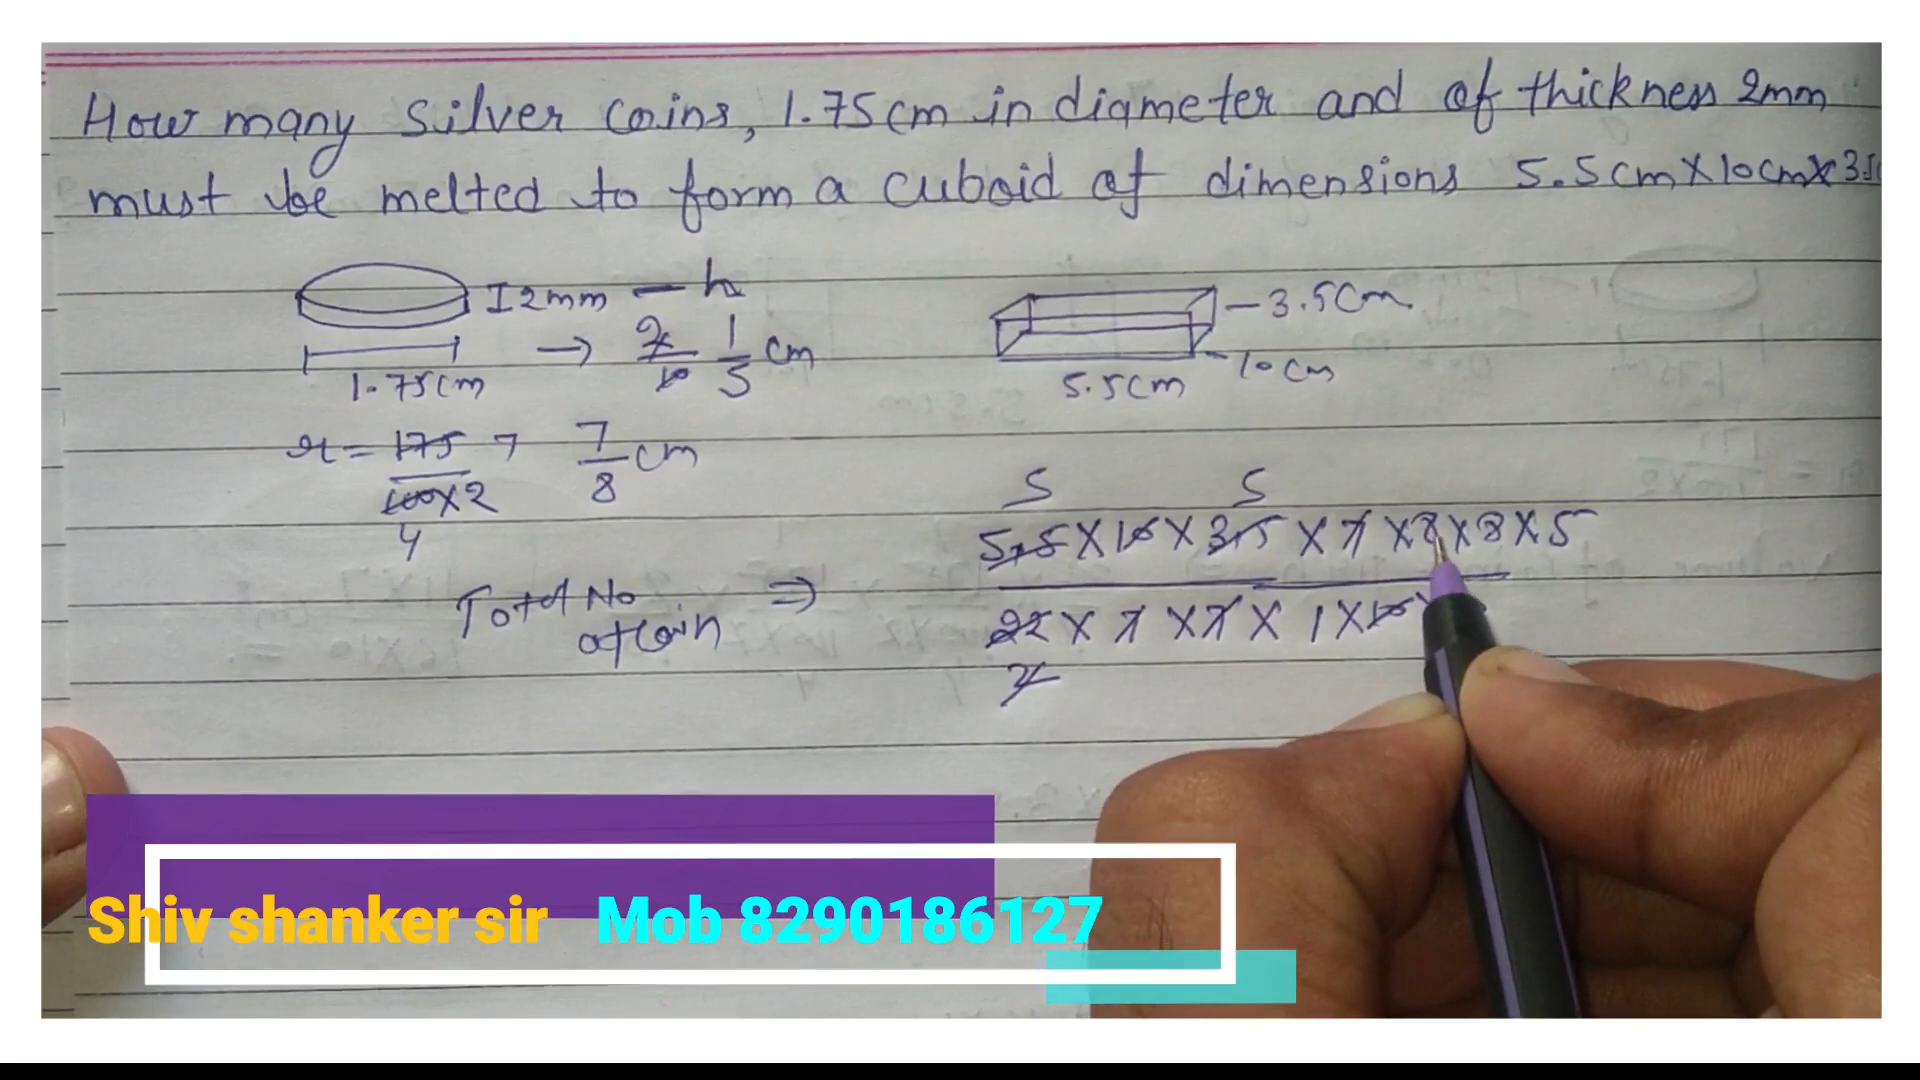 How many silver coins, 1.75cm in diameter and of thickness 2mm
must be melted to form a cuboid of dimensions 5.5cm×10cm×3.5
2mm — h
1.75cm → 2/10 1/5 cm
r = 175/100×2 7/8 cm
4
3.5cm.
10cm
5.5cm
5 5
5.5×10×3.5×7×8×8×5
Total No of Coin ⇒
22×7×7×1×10
2
Shiv shanker sir Mob 8290186127